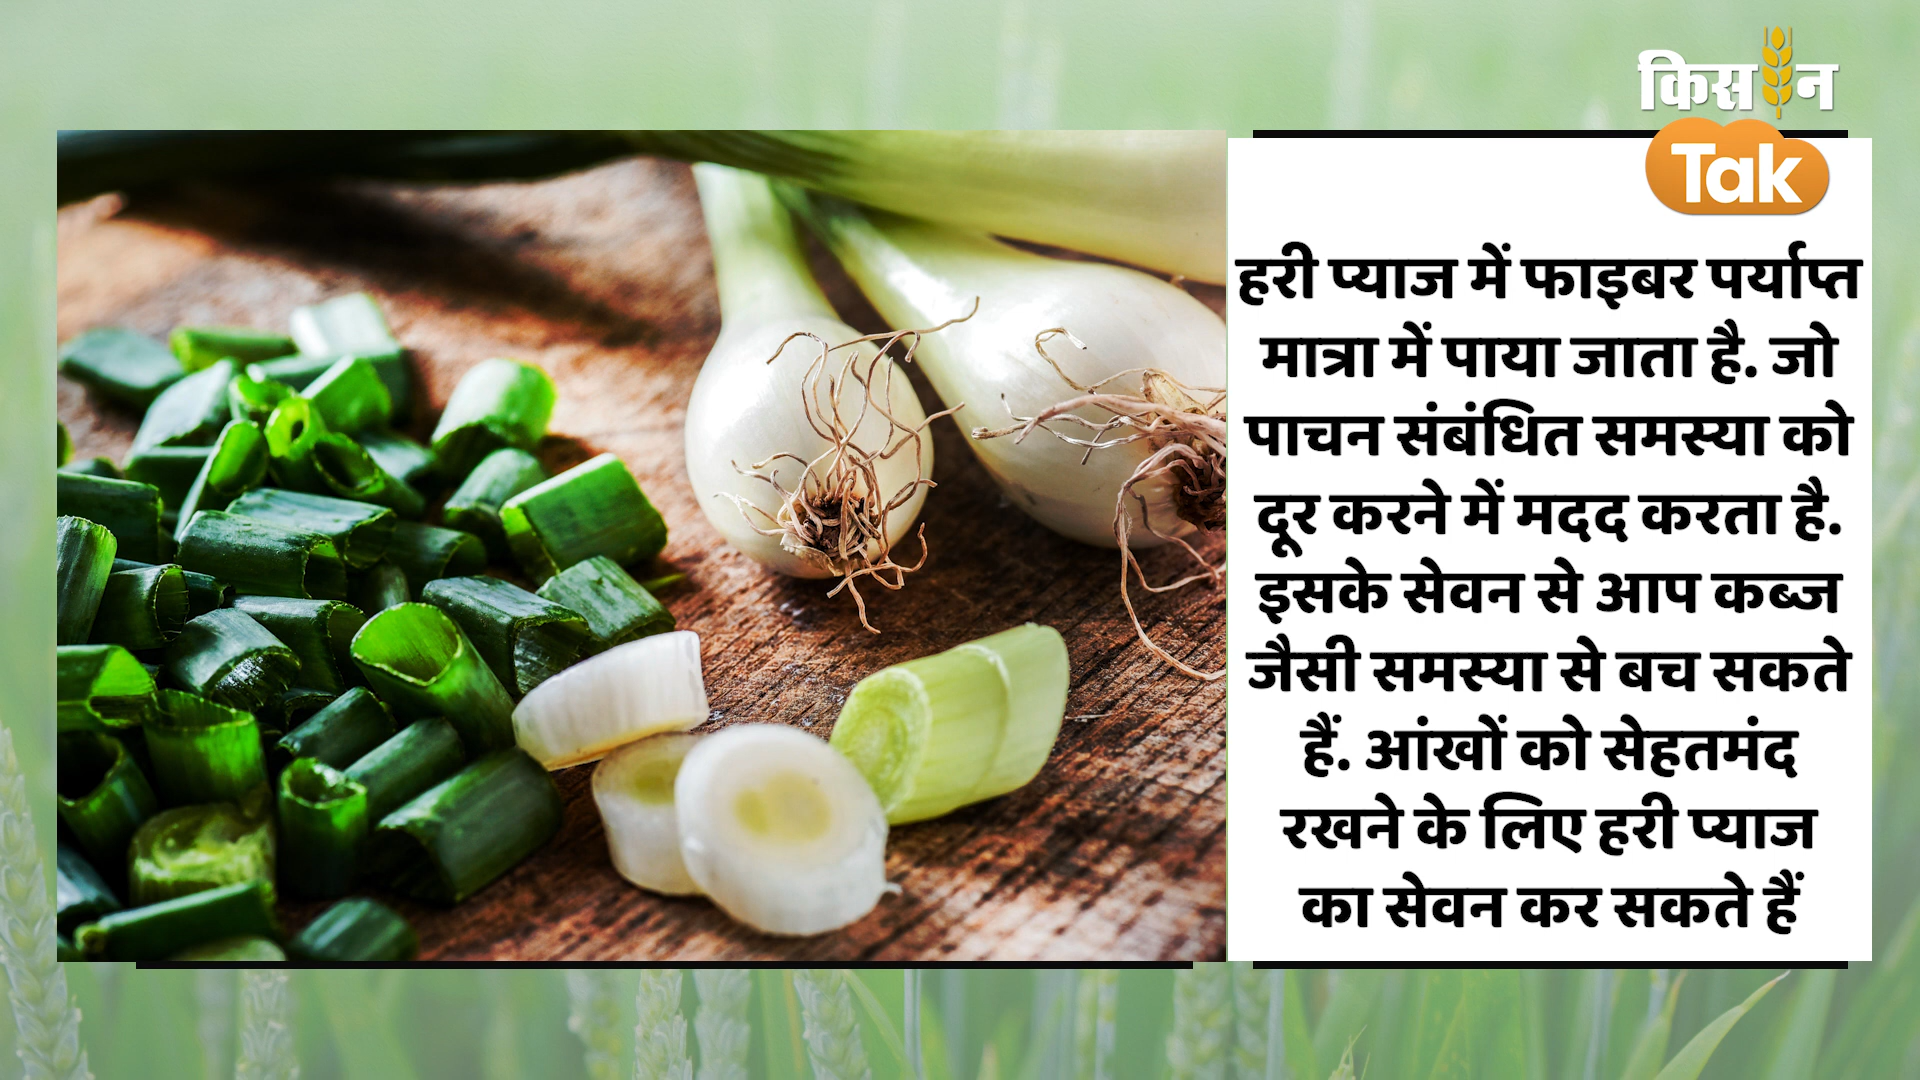 किसान
Tak
हरी प्याज में फाइबर पर्याप्त
मात्रा में पाया जाता है. जो
पाचन संबंधित समस्या को
दूर करने में मदद करता है.
इसके सेवन से आप कब्ज
जैसी समस्या से बच सकते
हैं. आंखों को सेहतमंद
रखने के लिए हरी प्याज
का सेवन कर सकते हैं